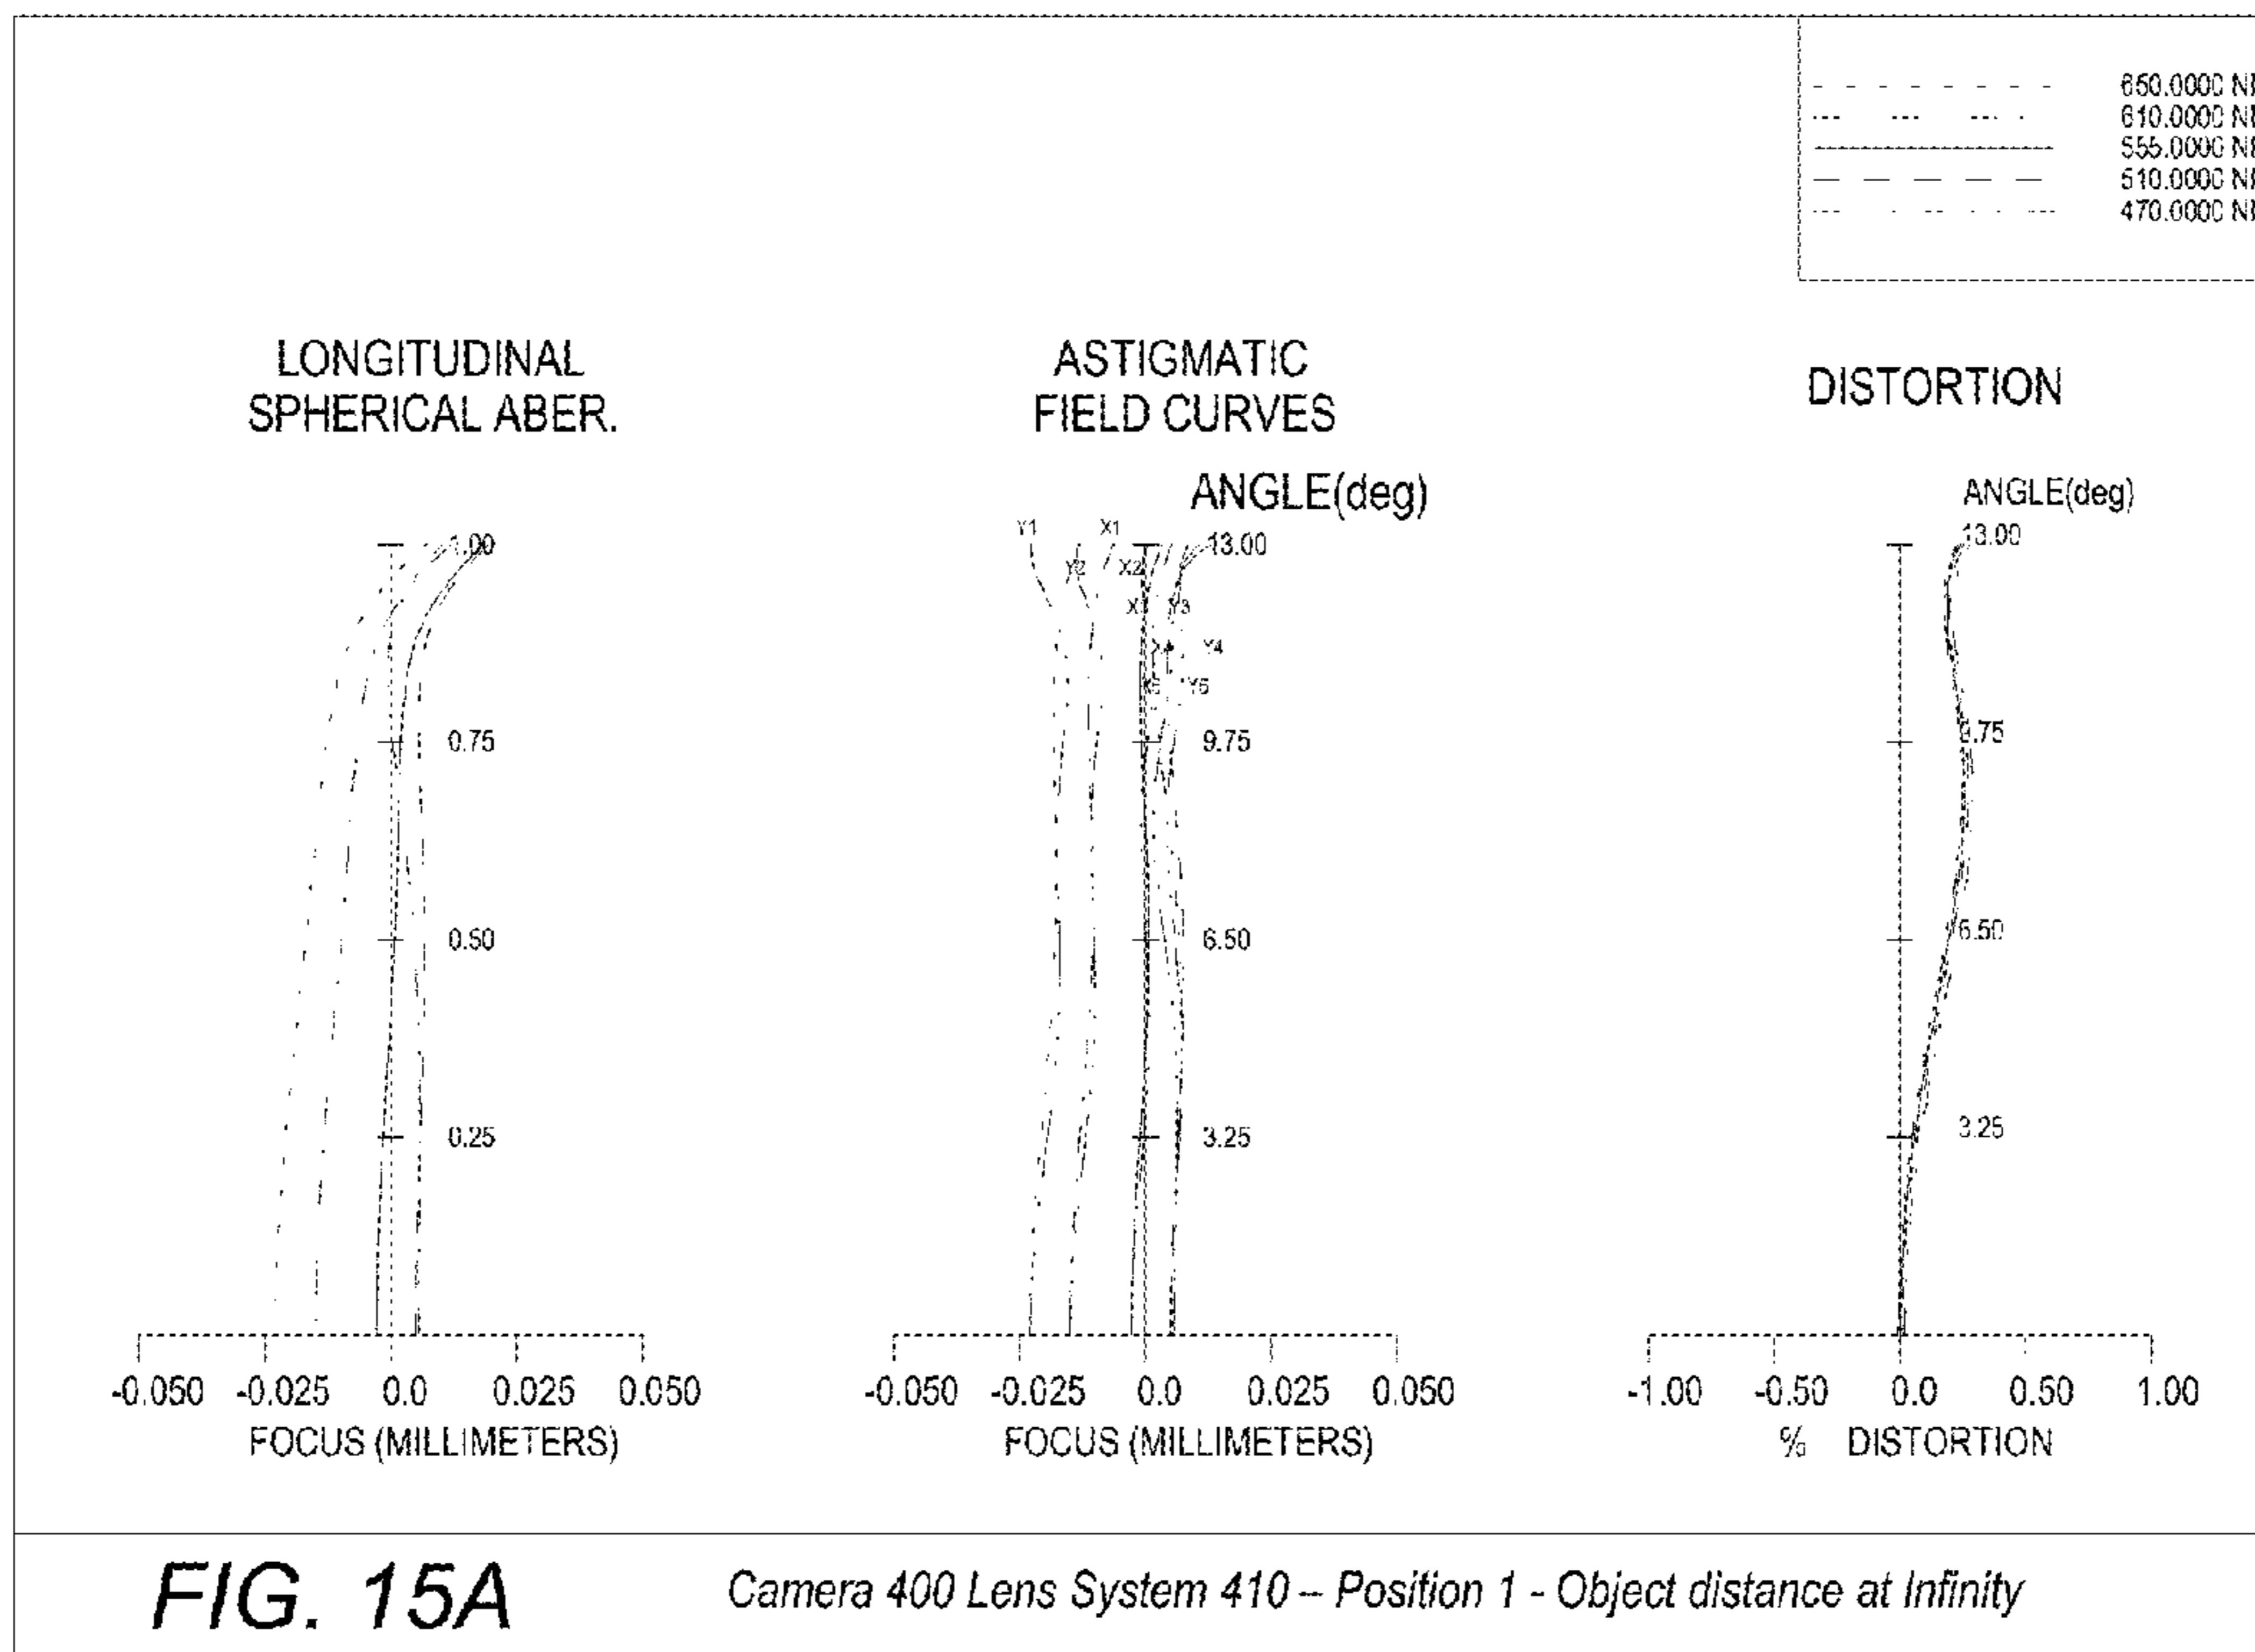 650.0000 N
610.0000 N
555.0000 N
510.0000 N
470.0000 N
LONGITUDINAL
SPHERICAL ABER.
ASTIGMATIC
FIELD CURVES
DISTORTION
ANGLE(deg)
ANGLE(deg)
Y1 X1
1.00
13.00
13.00
Y2 X2
Y3
Y4
0.75
9.75
0.50
6.50
6.50
0.25
3.25
3.25
-0.050 -0.025 0.0 0.025 0.050
-0.050 -0.025 0.0 0.025 0.050
-1.00 -0.50 0.0 0.50 1.00
FOCUS (MILLIMETERS)
FOCUS (MILLIMETERS)
% DISTORTION
FIG. 15A
Camera 400 Lens System 410 – Position 1 - Object distance at Infinity